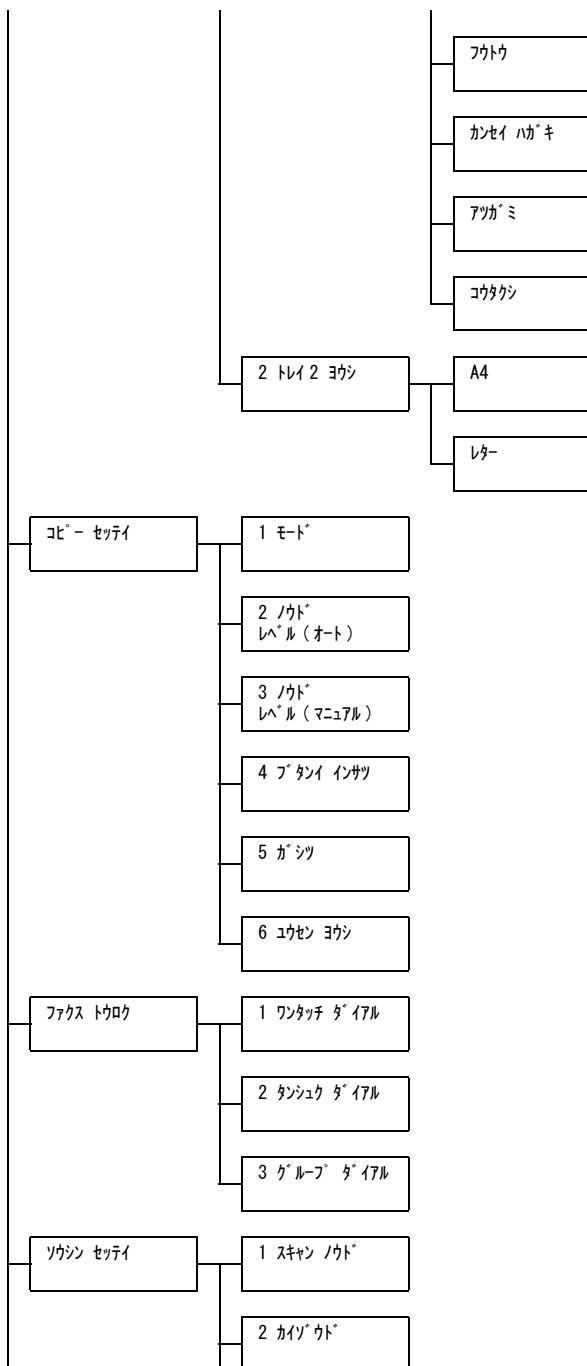 ﾌｳﾄｳ
ｶﾝｾｲ ﾊｶﾞｷ
ｱﾂｶﾞﾐ
ｺｳﾀｸｼ
2 ﾄﾚｲ2 ﾖｳｼ
A4
ﾚﾀｰ
ｺﾋﾟｰ ｾｯﾃｲ
1 ﾓｰﾄﾞ
2 ﾉｳﾄﾞ
ﾚﾍﾞﾙ（ｵｰﾄ）
3 ﾉｳﾄﾞ
ﾚﾍﾞﾙ（ﾏﾆｭｱﾙ）
4 ﾌﾞﾀﾝｲ ｲﾝｻﾂ
5 ｶﾞｼﾂ
6 ﾕｳｾﾝ ﾖｳｼ
ﾌｧｸｽ ﾄｳﾛｸ
1 ﾜﾝﾀｯﾁ ﾀﾞｲｱﾙ
2 ﾀﾝｼｭｸ ﾀﾞｲｱﾙ
3 ｸﾞﾙｰﾌﾟ ﾀﾞｲｱﾙ
ｿｳｼﾝ ｾｯﾃｲ
1 ｽｷｬﾝ ﾉｳﾄﾞ
2 ｶｲｿﾞｳﾄﾞ